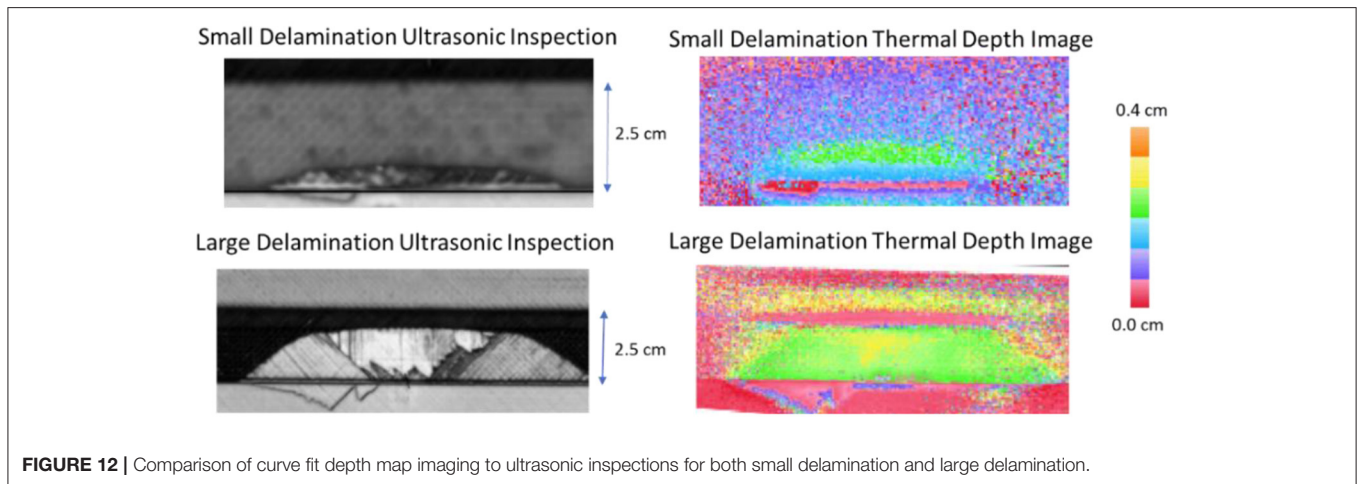 Small Delamination Ultrasonic Inspection
Small Delamination Thermal Depth Image
2.5 cm
0.4 cm
0.0 cm
Large Delamination Ultrasonic Inspection
Large Delamination Thermal Depth Image
2.5 cm
FIGURE 12 | Comparison of curve fit depth map imaging to ultrasonic inspections for both small delamination and large delamination.